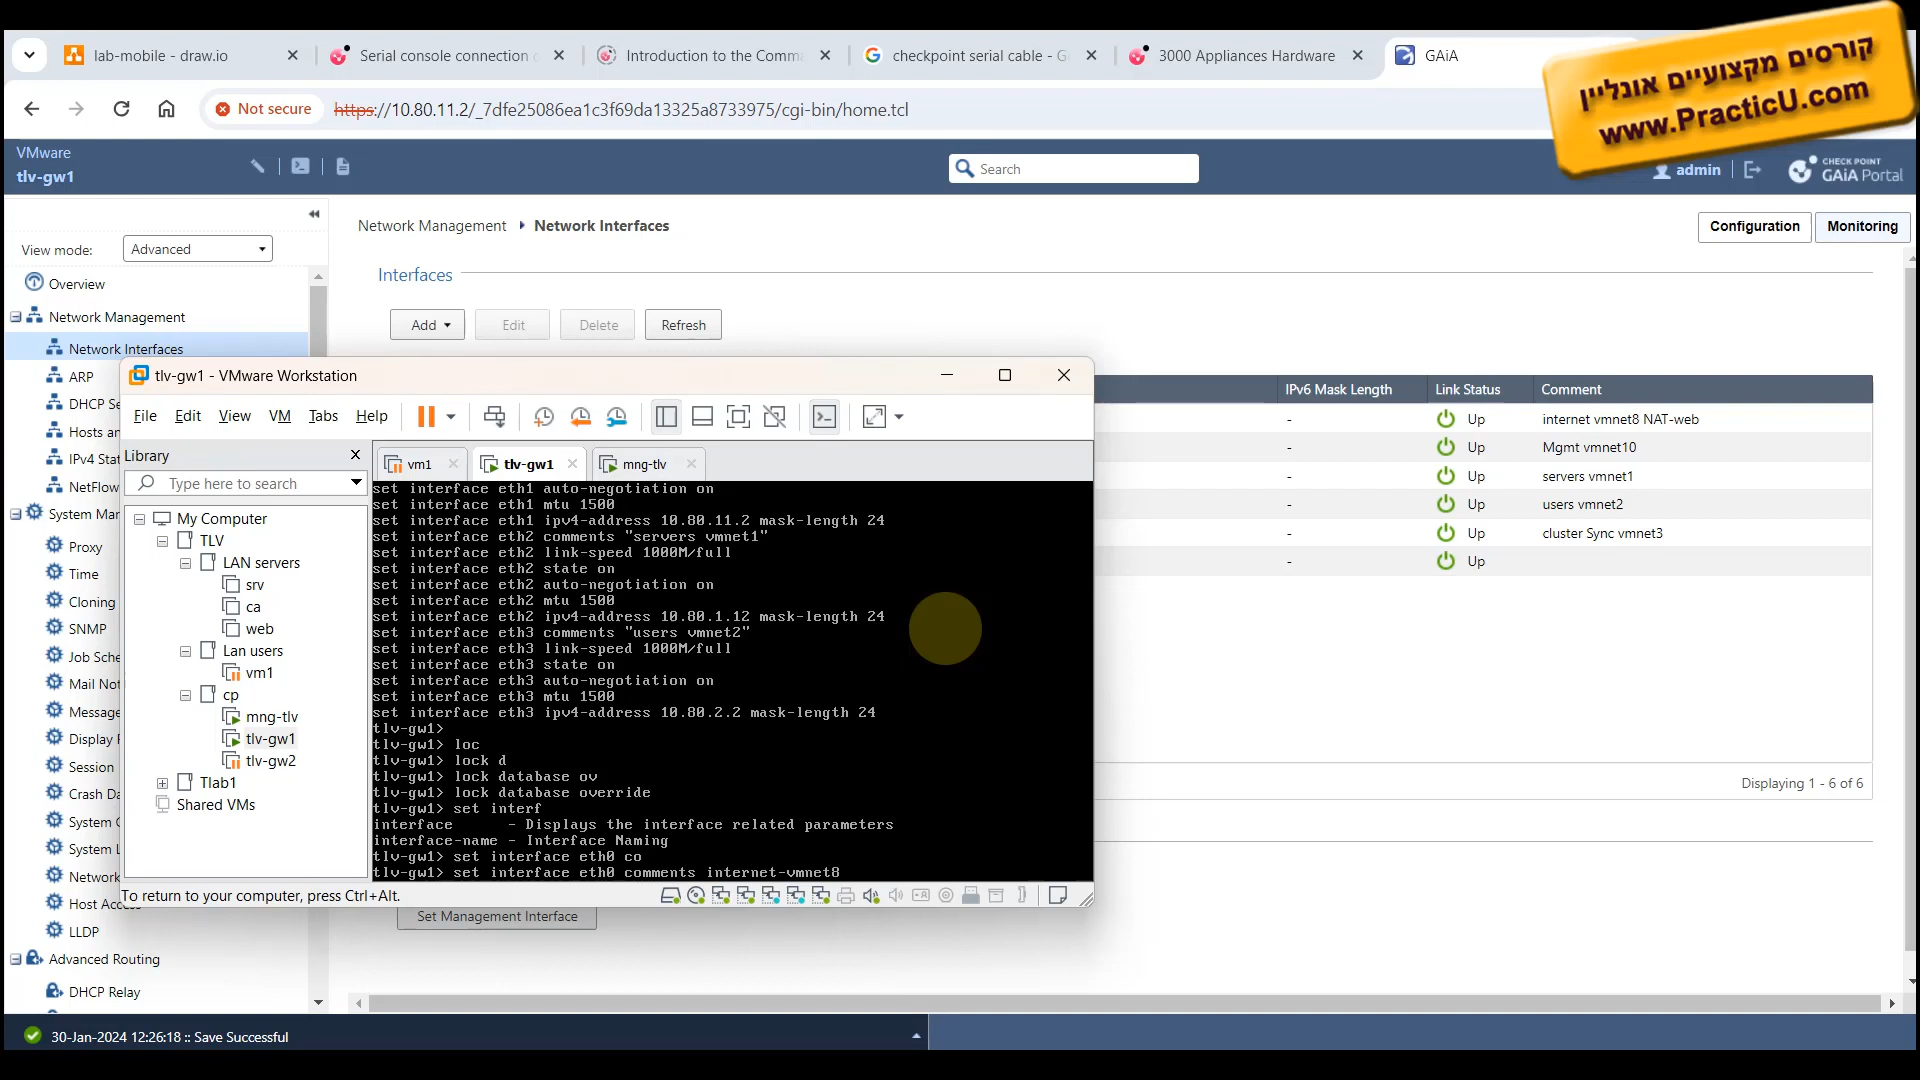 lab-mobile - draw.io
Serial console connection
Introduction to the Comma
checkpoint serial cable - G
3000 Appliances Hardware
GAiA
קורסים מקצועיים אונליין
www.PracticU.com
Not secure
https://10.80.11.2/_7dfe25086ea1c3f69da13325a8733975/cgi-bin/home.tcl
VMware
tlv-gw1
Search
admin
CHECK POINT
GAiA Portal
View mode:
Advanced
Network Management
Network Interfaces
Configuration
Monitoring
Interfaces
Add
Edit
Delete
Refresh
Overview
Network Management
Network Interfaces
ARP
DHCP Se
Hosts an
IPv4 Stat
NetFlow
System Mar
Proxy
Time
Cloning
SNMP
Job Sche
Mail Not
Message
Display F
Session
Crash Da
System C
System L
Network
Host Acce
LLDP
Advanced Routing
DHCP Relay
IPv6 Mask Length
Link Status
Comment
- Up internet vmnet8 NAT-web
- Up Mgmt vmnet10
- Up servers vmnet1
- Up users vmnet2
- Up cluster Sync vmnet3
- Up
Displaying 1 - 6 of 6
Set Management Interface
tlv-gw1 - VMware Workstation
File Edit View VM Tabs Help
Library
Type here to search
My Computer
TLV
LAN servers
srv
ca
web
Lan users
vm1
cp
mng-tlv
tlv-gw1
tlv-gw2
Tlab1
Shared VMs
vm1
tlv-gw1
mng-tlv
set interface eth1 auto-negotiation on
set interface eth1 mtu 1500
set interface eth1 ipv4-address 10.80.11.2 mask-length 24
set interface eth2 comments "servers vmnet1"
set interface eth2 link-speed 1000M/full
set interface eth2 state on
set interface eth2 auto-negotiation on
set interface eth2 mtu 1500
set interface eth2 ipv4-address 10.80.1.12 mask-length 24
set interface eth3 comments "users vmnet2"
set interface eth3 link-speed 1000M/full
set interface eth3 state on
set interface eth3 auto-negotiation on
set interface eth3 mtu 1500
set interface eth3 ipv4-address 10.80.2.2 mask-length 24
tlv-gw1>
tlv-gw1> loc
tlv-gw1> lock d
tlv-gw1> lock database ov
tlv-gw1> lock database override
tlv-gw1> set interf
interface - Displays the interface related parameters
interface-name - Interface Naming
tlv-gw1> set interface eth0 co
tlv-gw1> set interface eth0 comments internet-vmnet8
To return to your computer, press Ctrl+Alt.
30-Jan-2024 12:26:18 :: Save Successful